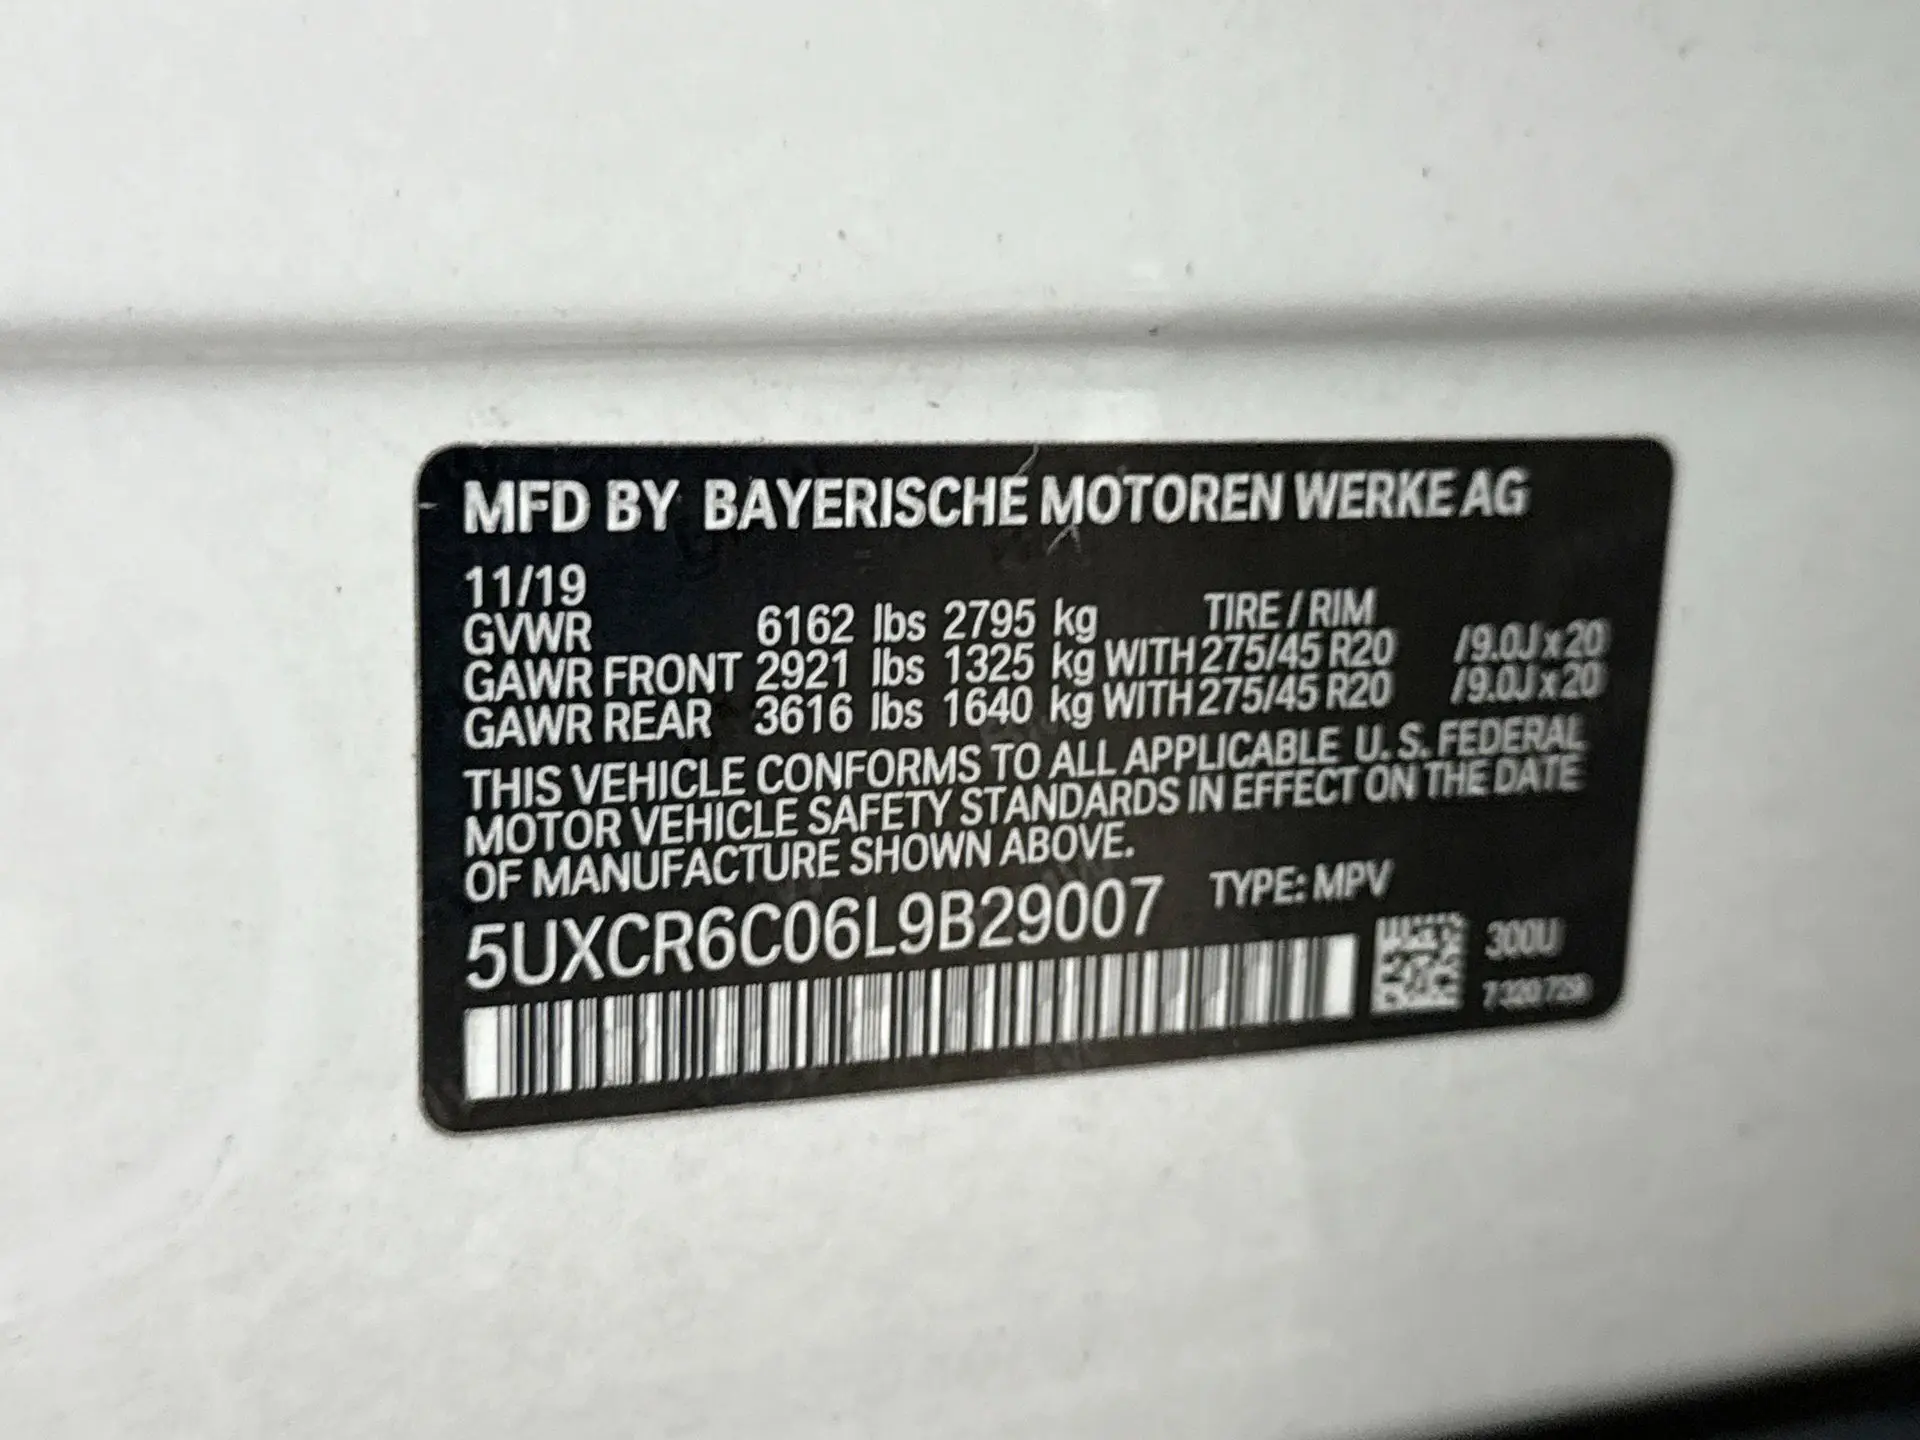 MFD BY BAYERISCHE MOTOREN WERKE AG
11/19
GVWR 6162 lbs 2795 kg TIRE / RIM
GAWR FRONT 2921 lbs 1325 kg WITH 275/45 R20 /9.0J x 20
GAWR REAR 3616 lbs 1640 kg WITH 275/45 R20 /9.0J x 20
THIS VEHICLE CONFORMS TO ALL APPLICABLE U.S. FEDERAL
MOTOR VEHICLE SAFETY STANDARDS IN EFFECT ON THE DATE
OF MANUFACTURE SHOWN ABOVE.
5UXCR6C06L9B29007 TYPE: MPV
300U